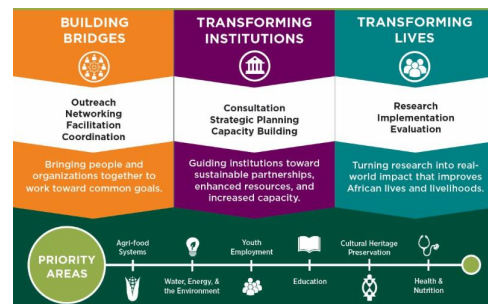 BUILDING
BRIDGES
Outreach
Networking
Facilitation
Coordination
Bringing people and
organizations together to
work toward common goals.
TRANSFORMING
INSTITUTIONS
Consultation
Strategic Planning
Capacity Building
Guiding institutions toward
sustainable partnerships,
enhanced resources, and
increased capacity.
TRANSFORMING
LIVES
Research
Implementation
Evaluation
Turning research into real-
world impact that improves
African lives and livelihoods.
PRIORITY
AREAS
Agri-food
Systems
Water, Energy, &
the Environment
Youth
Employment
Education
Cultural Heritage
Preservation
Health &
Nutrition